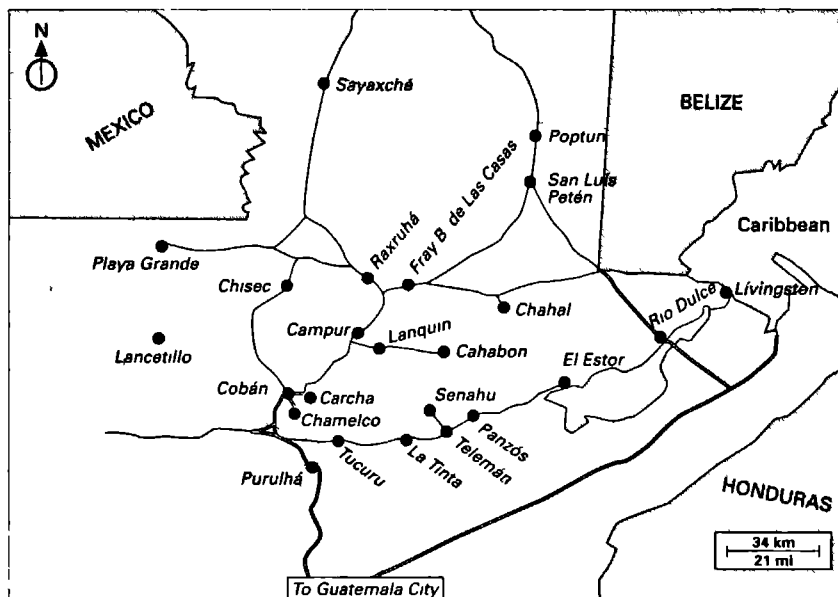 N
Sayaxché
MEXICO
BELIZE
Poptun
San Luis
Petén
Fray B de Las Casas
Raxruhá
Caribbean
Playa Grande
Chisec
Chahal
Rio Dulce
Lívingston
Campur
Lanquin
Cahabon
Lancetillo
El Estor
Cobán
Carcha
Senahu
Chamelco
Panzós
Telemán
La Tinta
Tucuru
Purulhá
HONDURAS
34 km
21 mi
To Guatemala City